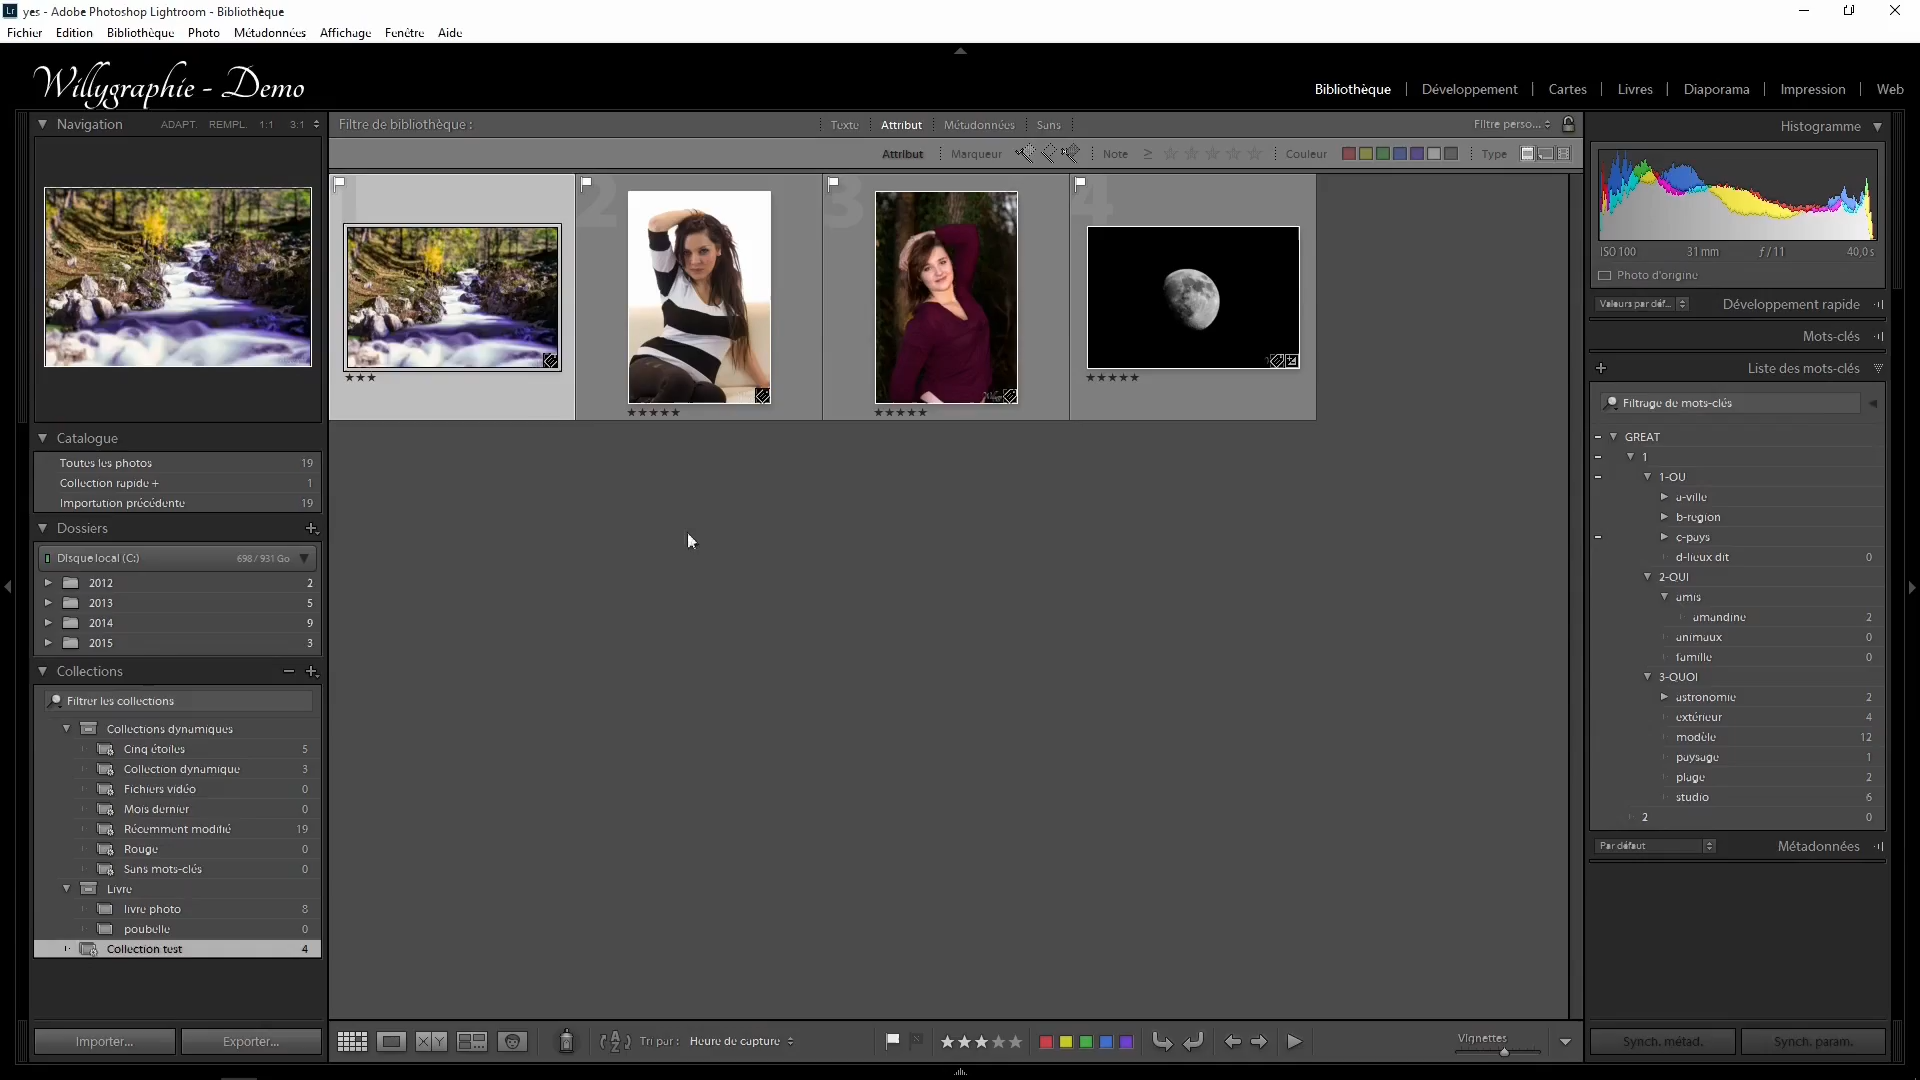 yes - Adobe Photoshop Lightroom - Bibliothèque
Fichier Edition Bibliothèque Photo Métadonnées Affichage Fenêtre Aide
Willygraphie - Demo
Bibliothèque | Développement | Cartes | Livres | Diaporama | Impression | Web
Navigation ADAPT. REMPL. 1:1 3:1
Filtre de bibliothèque : Texte Attribut Métadonnées Sans Filtre perso...
Attribut Marqueur Note ≥ Couleur Type
1 2 3 4
Histogramme
ISO 100 31 mm ƒ / 11 40,0 s
Photo d'origine
Valeurs par déf... Développement rapide
Mots-clés
Liste des mots-clés
Filtrage de mots-clés
GREAT
1
1-OU
a-ville
b-region
c-pays
d-lieux dit 0
2-OUI
amis
amandine 2
animaux 0
famille 0
3-QUOI
astronomie 2
extérieur 4
modèle 12
paysage 1
plage 2
studio 6
2 0
Par défaut Métadonnées
Catalogue
Toutes les photos 19
Collection rapide + 1
Importation précédente 19
Dossiers
Disque local (C:) 698 / 931 Go
2012 2
2013 5
2014 9
2015 3
Collections
Filtrer les collections
Collections dynamiques
Cinq étoiles 5
Collection dynamique 3
Fichiers vidéo 0
Mois dernier 0
Récemment modifié 19
Rouge 0
Sans mots-clés 0
Livre
livre photo 8
poubelle 0
Collection test 4
Importer... Exporter...
Tri par : Heure de capture
Vignettes
Synch. métad. Synch. param.